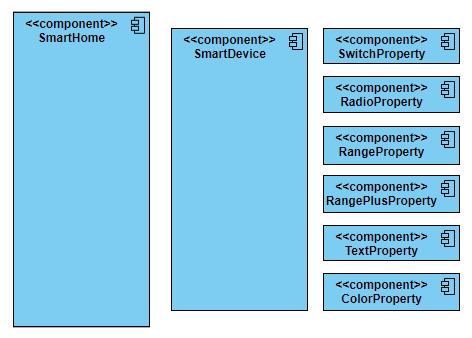 <<component>>
SmartHome
<<component>>
SmartDevice
<<component>>
SwitchProperty
<<component>>
RadioProperty
<<component>>
RangeProperty
<<component>>
RangePlusProperty
<<component>>
TextProperty
<<component>>
ColorProperty